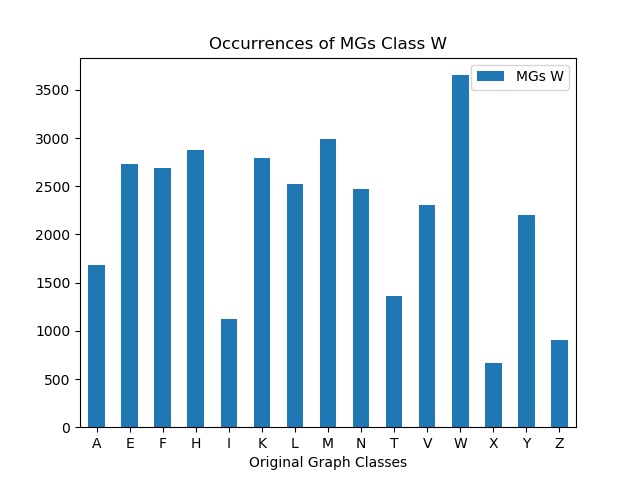 Occurrences of MGs Class W
MGs W
3500
3000
2500
2000
1500
1000
500
0
A E F H I K L M N T V W X Y Z
Original Graph Classes